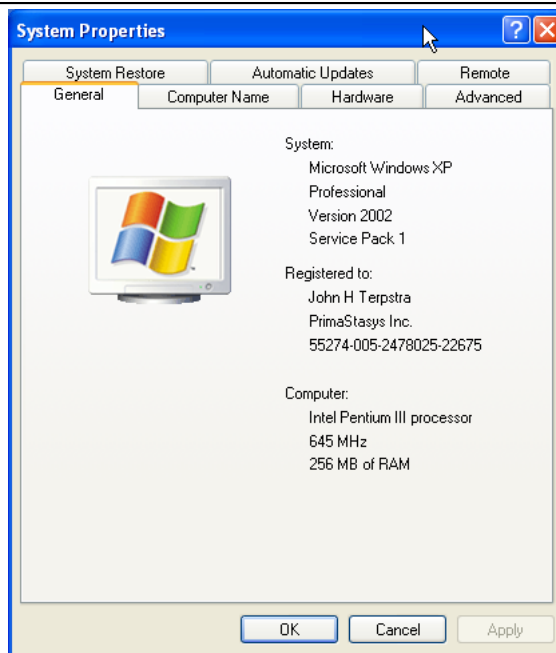 System Properties
System Restore Automatic Updates Remote
General Computer Name Hardware Advanced
System:
Microsoft Windows XP
Professional
Version 2002
Service Pack 1
Registered to:
John H Terpstra
PrimaStasys Inc.
55274-005-2478025-22675
Computer:
Intel Pentium III processor
645 MHz
256 MB of RAM
OK Cancel Apply